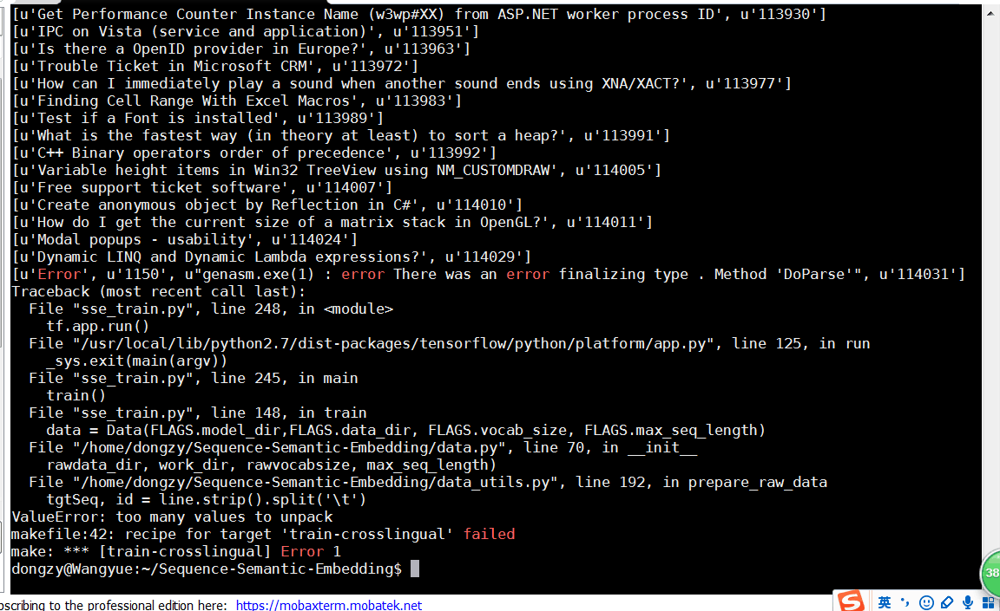 [u'Get Performance Counter Instance Name (w3wp#XX) from ASP.NET worker process ID', u'113930']
[u'IPC on Vista (service and application)', u'113951']
[u'Is there a OpenID provider in Europe?', u'113963']
[u'Trouble Ticket in Microsoft CRM', u'113972']
[u'How can I immediately play a sound when another sound ends using XNA/XACT?', u'113977']
[u'Finding Cell Range With Excel Macros', u'113983']
[u'Test if a Font is installed', u'113989']
[u'What is the fastest way (in theory at least) to sort a heap?', u'113991']
[u'C++ Binary operators order of precedence', u'113992']
[u'Variable height items in Win32 TreeView using NM_CUSTOMDRAW', u'114005']
[u'Free support ticket software', u'114007']
[u'Create anonymous object by Reflection in C#', u'114010']
[u'How do I get the current size of a matrix stack in OpenGL?', u'114011']
[u'Modal popups - usability', u'114024']
[u'Dynamic LINQ and Dynamic Lambda expressions?', u'114029']
[u'Error', u'1150', u"genasm.exe(1) : error There was an error finalizing type . Method 'DoParse'", u'114031']
Traceback (most recent call last):
  File "sse_train.py", line 248, in <module>
    tf.app.run()
  File "/usr/local/lib/python2.7/dist-packages/tensorflow/python/platform/app.py", line 125, in run
    _sys.exit(main(argv))
  File "sse_train.py", line 245, in main
    train()
  File "sse_train.py", line 148, in train
    data = Data(FLAGS.model_dir,FLAGS.data_dir, FLAGS.vocab_size, FLAGS.max_seq_length)
  File "/home/dongzy/Sequence-Semantic-Embedding/data.py", line 70, in __init__
    rawdata_dir, work_dir, rawvocabsize, max_seq_length)
  File "/home/dongzy/Sequence-Semantic-Embedding/data_utils.py", line 192, in prepare_raw_data
    tgtSeq, id = line.strip().split('\t')
ValueError: too many values to unpack
makefile:42: recipe for target 'train-crosslingual' failed
make: *** [train-crosslingual] Error 1
dongzy@Wangyue:~/Sequence-Semantic-Embedding$
38
scribing to the professional edition here: https://mobaxterm.mobatek.net
S 英